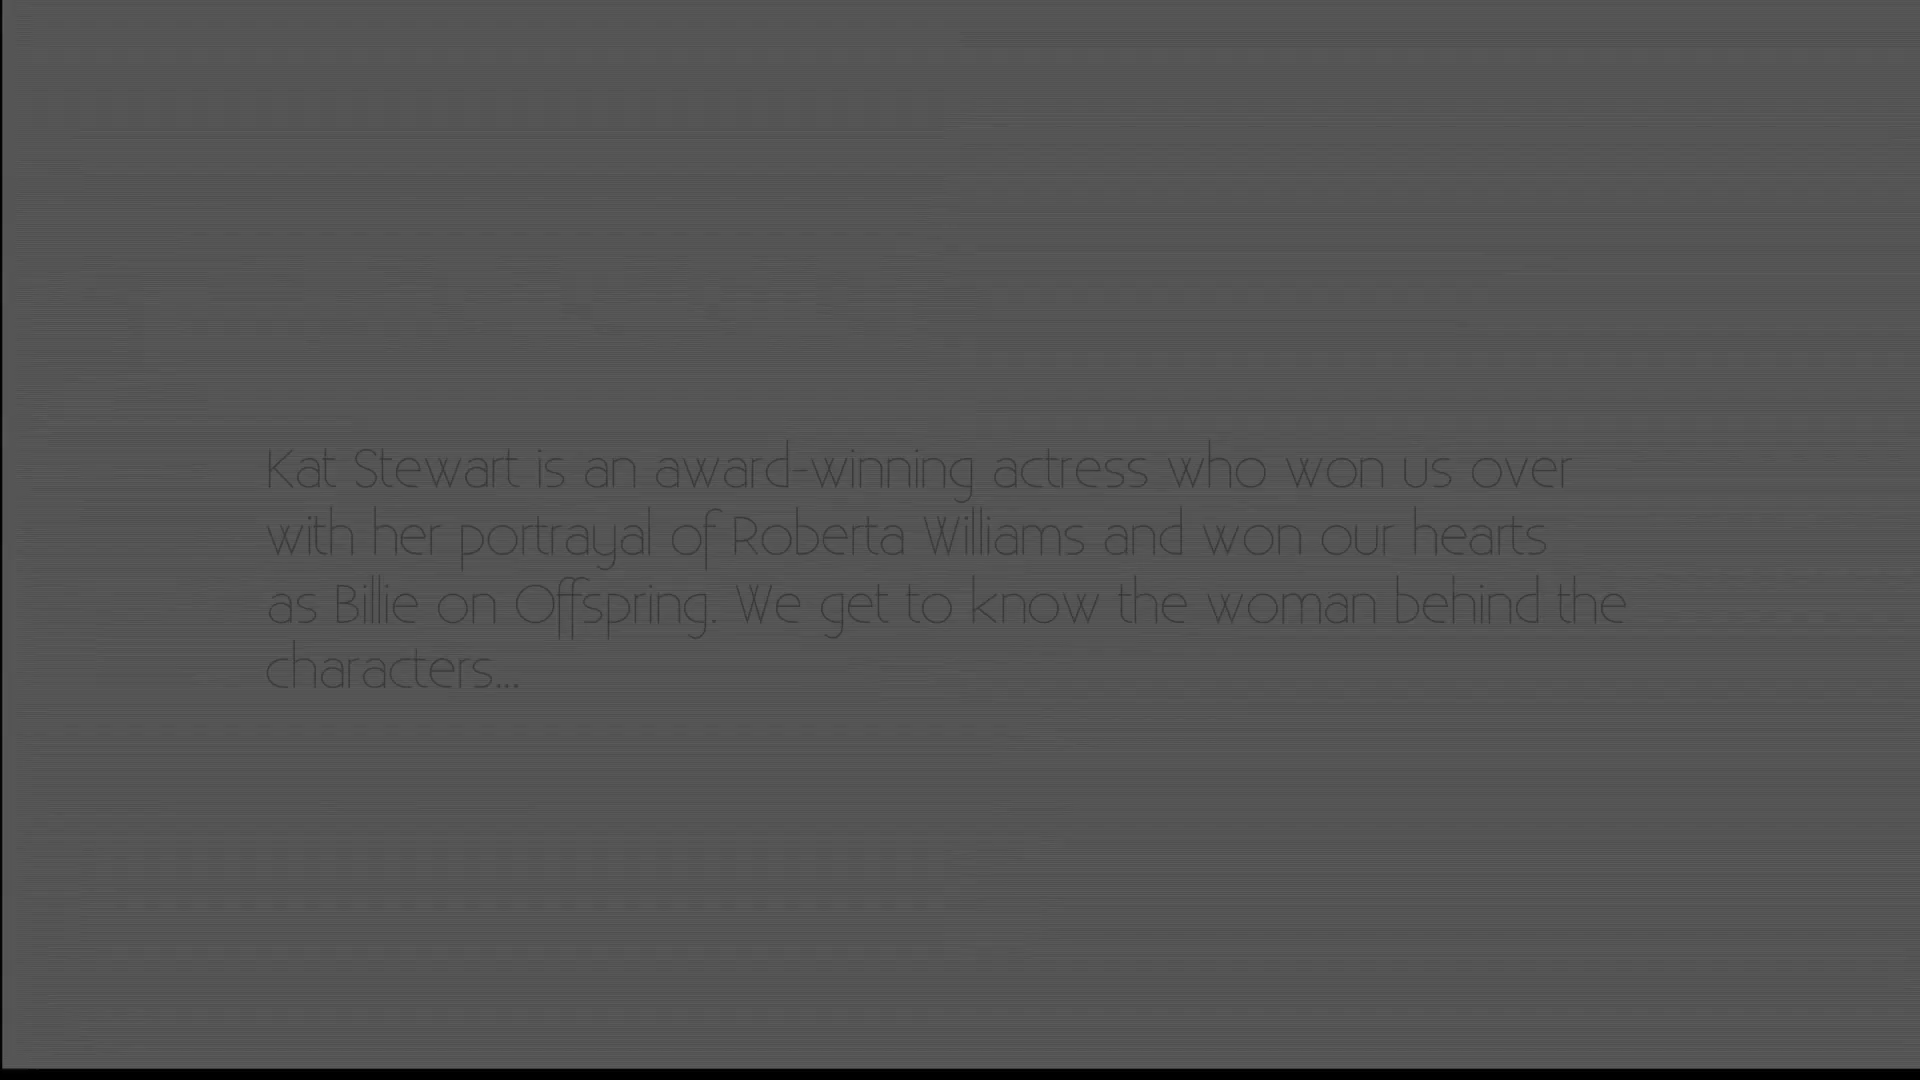 Kat Stewart is an award-winning actress who won us over
with her portrayal of Roberta Williams and won our hearts
as Billie on Offspring. We get to know the woman behind the
characters...